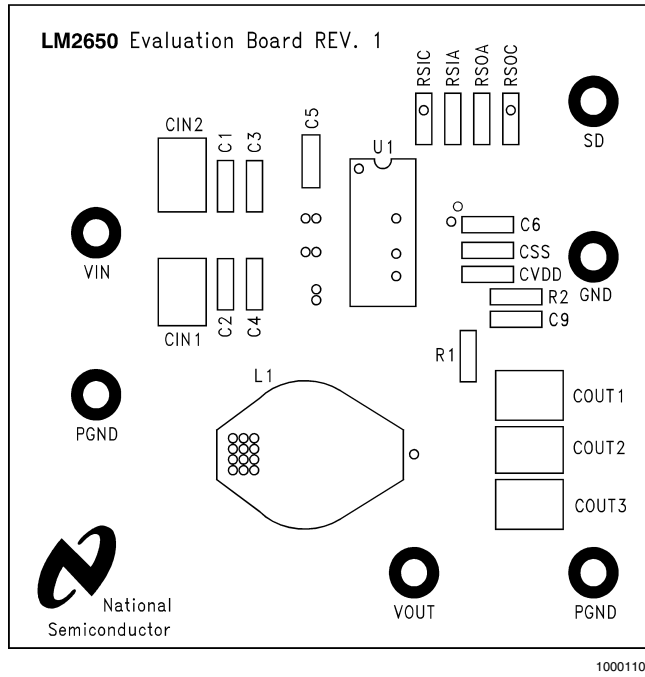 LM2650 Evaluation Board REV. 1
RSIC
RSIA
RSOA
RSOC
SD
CIN2
C1
C3
C5
U1
VIN
C6
CSS
CVDD
GND
R2
C9
CIN1
C2
C4
R1
L1
PGND
COUT1
COUT2
COUT3
VOUT
PGND
National
Semiconductor
1000110